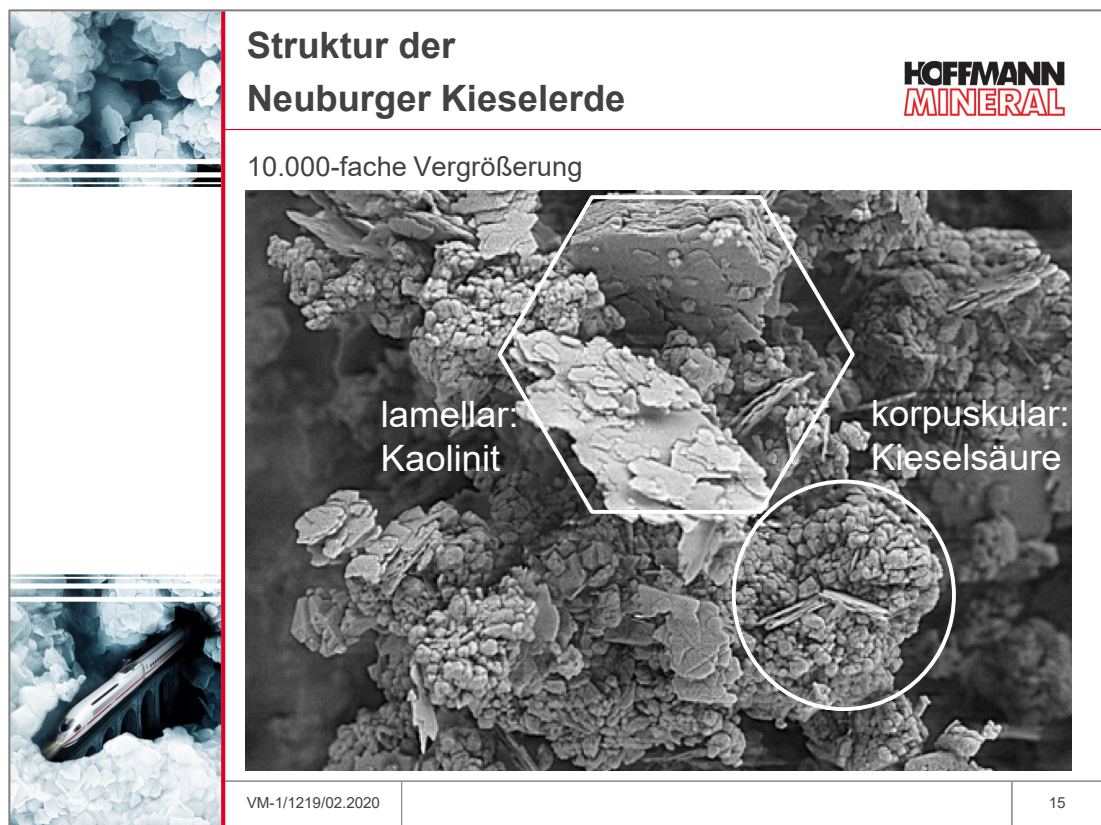 Struktur der
Neuburger Kieselerde
HOFFMANN
MINERAL
10.000-fache Vergrößerung
lamellar:
Kaolinit
korpuskular:
Kieselsäure
VM-1/1219/02.2020
15